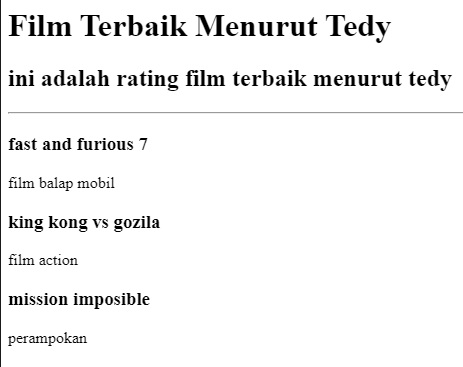 Film Terbaik Menurut Tedy
ini adalah rating film terbaik menurut tedy
fast and furious 7
film balap mobil
king kong vs gozila
film action
mission imposible
perampokan